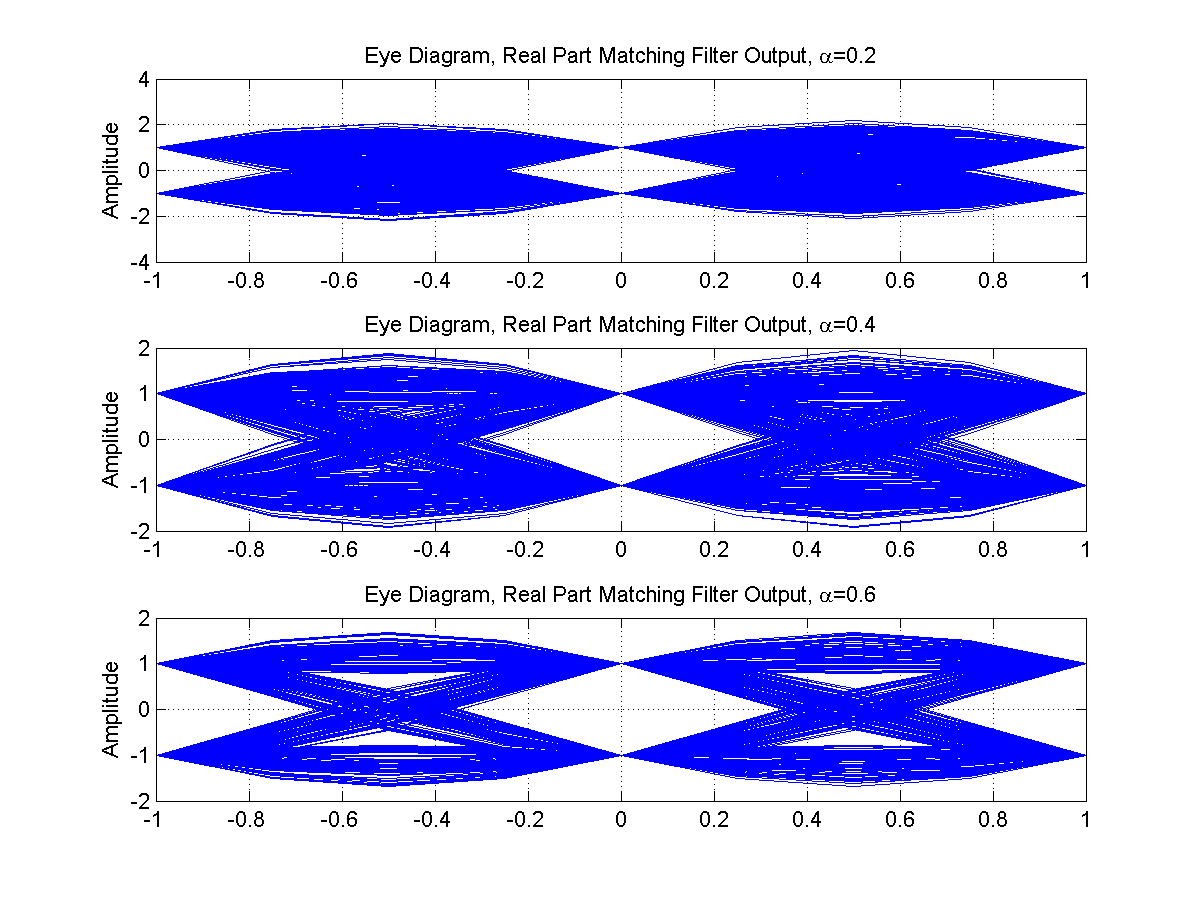 Eye Diagram, Real Part Matching Filter Output, α=0.2
4
2
0
-2
-4
Amplitude
-1 -0.8 -0.6 -0.4 -0.2 0 0.2 0.4 0.6 0.8 1
Eye Diagram, Real Part Matching Filter Output, α=0.4
2
1
0
-1
-2
Amplitude
-1 -0.8 -0.6 -0.4 -0.2 0 0.2 0.4 0.6 0.8 1
Eye Diagram, Real Part Matching Filter Output, α=0.6
2
1
0
-1
-2
Amplitude
-1 -0.8 -0.6 -0.4 -0.2 0 0.2 0.4 0.6 0.8 1